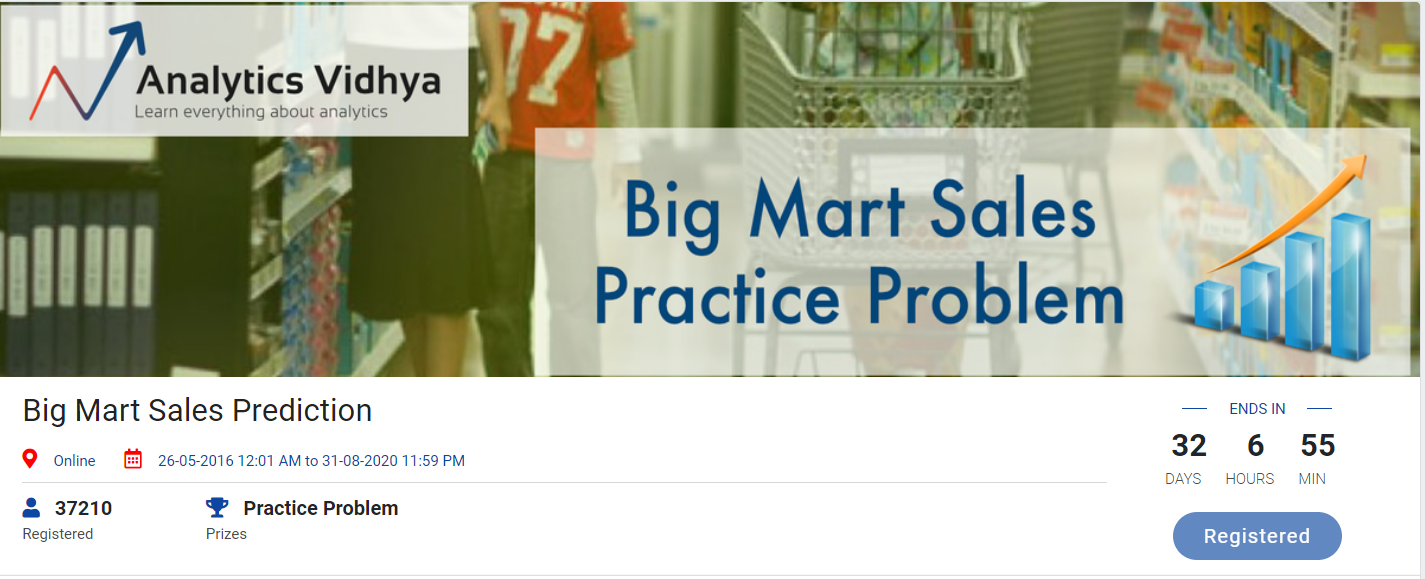 Analytics Vidhya
Learn everything about analytics
77
Big Mart Sales
Practice Problem
Big Mart Sales Prediction
ENDS IN
Online
26-05-2016 12:01 AM to 31-08-2020 11:59 PM
32 6 55
DAYS HOURS MIN
37210
Registered
Practice Problem
Prizes
Registered